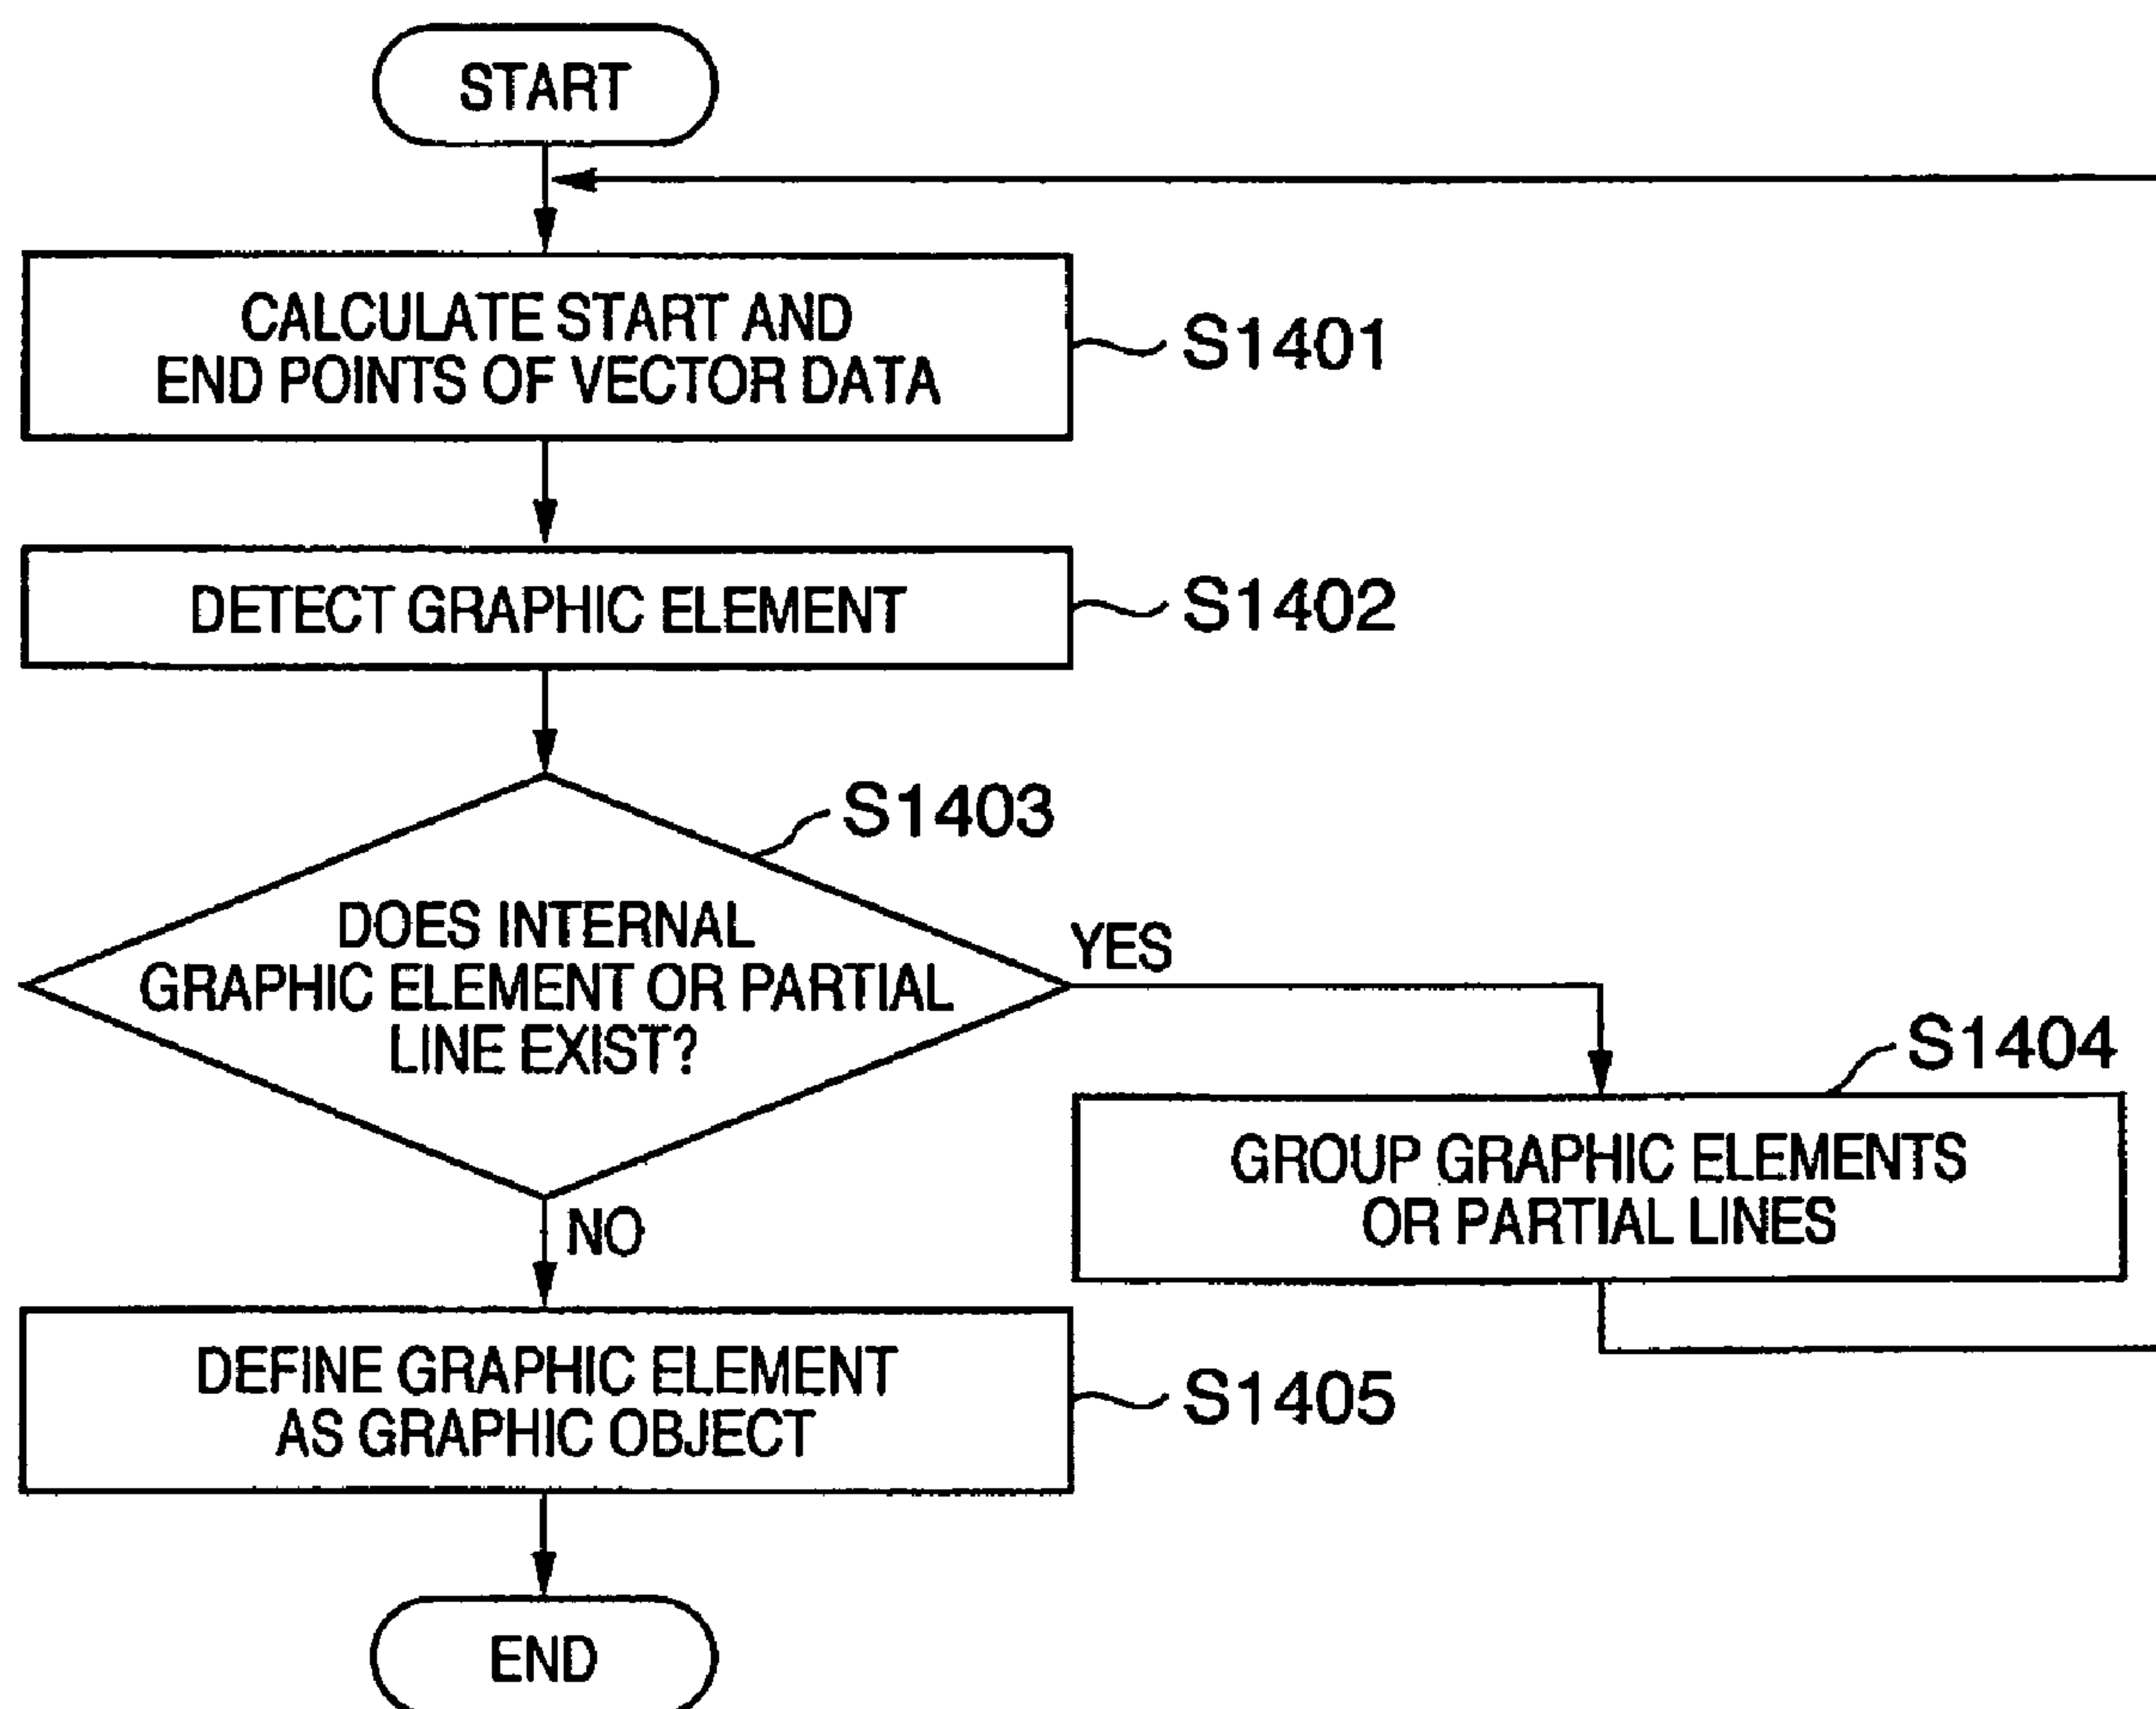 START
CALCULATE START AND
END POINTS OF VECTOR DATA
S1401
DETECT GRAPHIC ELEMENT
S1402
S1403
DOES INTERNAL
GRAPHIC ELEMENT OR PARTIAL
LINE EXIST?
YES
S1404
GROUP GRAPHIC ELEMENTS
OR PARTIAL LINES
NO
DEFINE GRAPHIC ELEMENT
AS GRAPHIC OBJECT
S1405
END